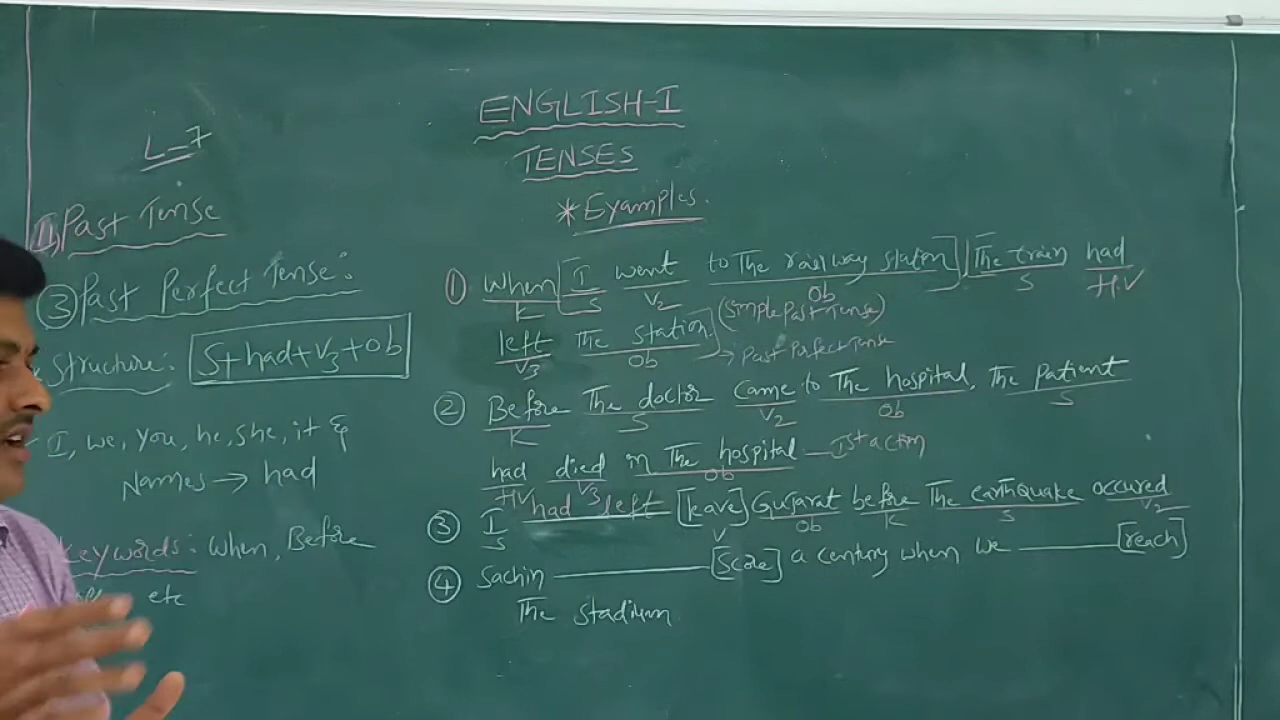 L-7
ENGLISH-I
TENSES
* Examples.
II) Past Tense
③ Past Perfect Tense:
Structure: S+had+V3+Ob
I, we, you, he, she, it &
Names → had
Keywords: when, Before
etc
① When [I went to The railway station], The train had
K S V2 Ob S H.V
left The station. (Simple Past Tense)
V3 Ob → Past Perfect Tense
② Before The doctor came to The hospital, The patient
K S V2 Ob S
had died in The hospital — Ist action
HV V3 Ob
③ I had left [leave] Gujarat before The earthquake occured
S V Ob K S V2
④ Sachin ________ [score] a century when we ________ [reach]
The stadium